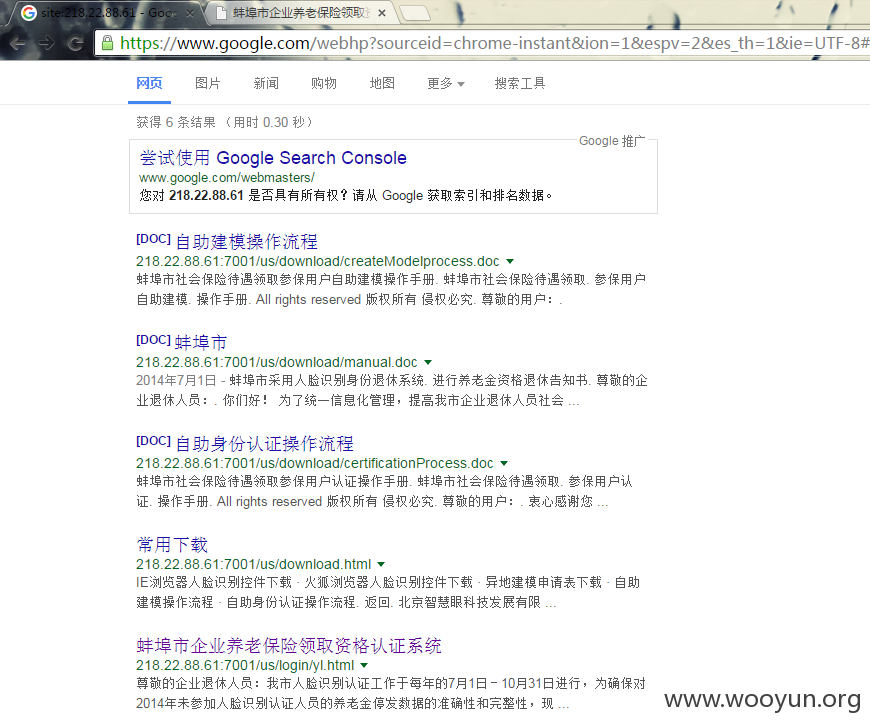 site:218.22.88.61 - Goo
蚌埠市企业养老保险领取
https://www.google.com/webhp?sourceid=chrome-instant&ion=1&espv=2&es_th=1&ie=UTF-8#
网页 图片 新闻 购物 地图 更多 搜索工具
获得 6 条结果 （用时 0.30 秒）
Google 推广
尝试使用 Google Search Console
www.google.com/webmasters/
您对 218.22.88.61 是否具有所有权？请从 Google 获取索引和排名数据。
[DOC] 自助建模操作流程
218.22.88.61:7001/us/download/createModelprocess.doc
蚌埠市社会保险待遇领取参保用户自助建模操作手册. 蚌埠市社会保险待遇领取. 参保用户
自助建模. 操作手册. All rights reserved 版权所有 侵权必究. 尊敬的用户：.
[DOC] 蚌埠市
218.22.88.61:7001/us/download/manual.doc
2014年7月1日 - 蚌埠市采用人脸识别身份退休系统. 进行养老金资格退休告知书. 尊敬的企
业退休人员：. 你们好！ 为了统一信息化管理，提高我市企业退休人员社会 ...
[DOC] 自助身份认证操作流程
218.22.88.61:7001/us/download/certificationProcess.doc
蚌埠市社会保险待遇领取参保用户认证操作手册. 蚌埠市社会保险待遇领取. 参保用户认
证. 操作手册. All rights reserved 版权所有 侵权必究. 尊敬的用户：. 衷心感谢您 ...
常用下载
218.22.88.61:7001/us/download.html
IE浏览器人脸识别控件下载 · 火狐浏览器人脸识别控件下载 · 异地建模申请表下载 · 自助
建模操作流程 · 自助身份认证操作流程. 返回. 北京智慧眼科技发展有限 ...
蚌埠市企业养老保险领取资格认证系统
218.22.88.61:7001/us/login/yl.html
尊敬的企业退休人员：我市人脸识别认证工作于每年的7月1日－10月31日进行，为确保对
2014年未参加人脸识别认证人员的养老金停发数据的准确性和完整性，现 ...
www.wooyun.org